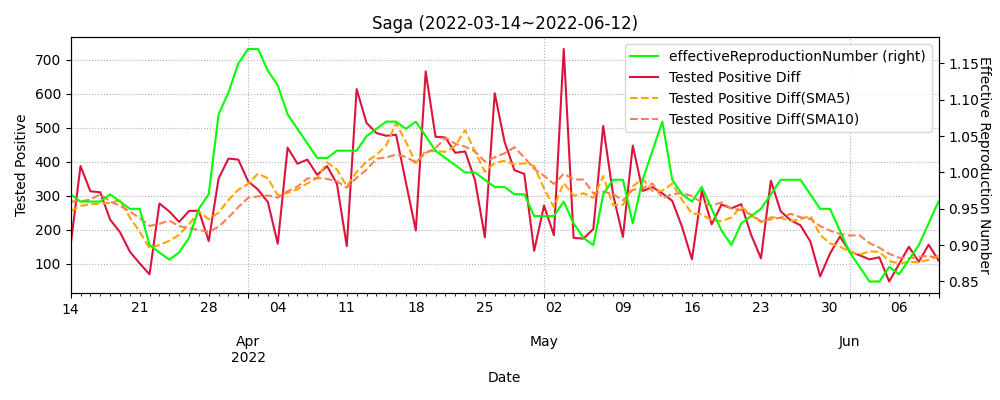 Saga (2022-03-14~2022-06-12)
effectiveReproductionNumber (right)
Tested Positive Diff
Tested Positive Diff(SMA5)
Tested Positive Diff(SMA10)
Tested Positive
700
600
500
400
300
200
100
1.15
1.10
1.05
1.00
0.95
0.90
0.85
Effective Reproduction Number
14 21 28 04 11 18 25 02 09 16 23 30 06
Apr May Jun
2022
Date